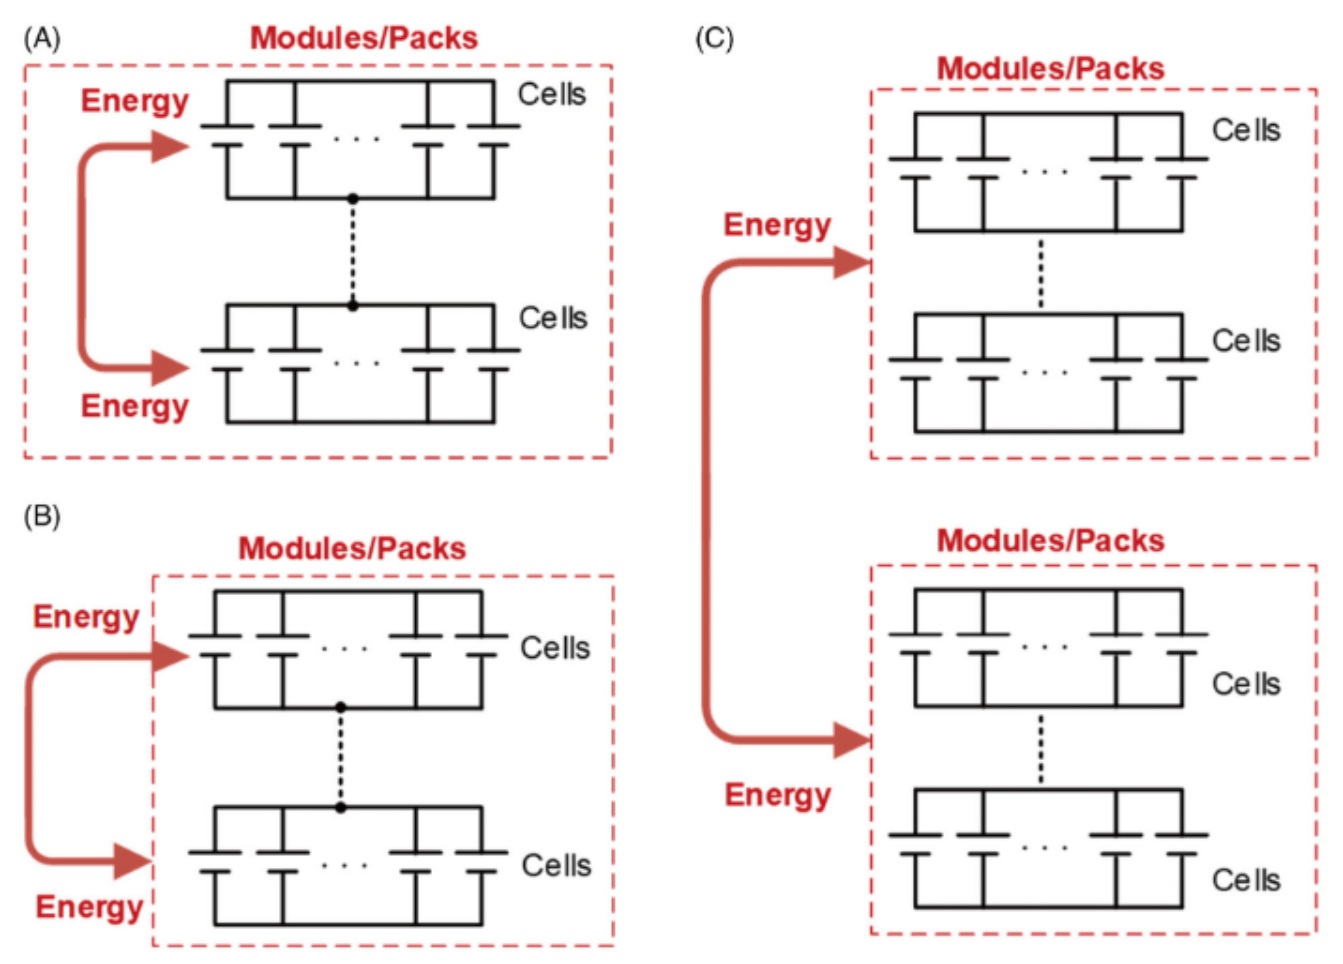 (A)
Modules/Packs
Energy
Cells
. . .
Cells
. . .
Energy
(B)
Modules/Packs
Energy
Cells
. . .
Cells
. . .
Energy
(C)
Modules/Packs
Cells
. . .
Energy
Cells
. . .
Modules/Packs
. . .
Cells
Energy
. . .
Cells